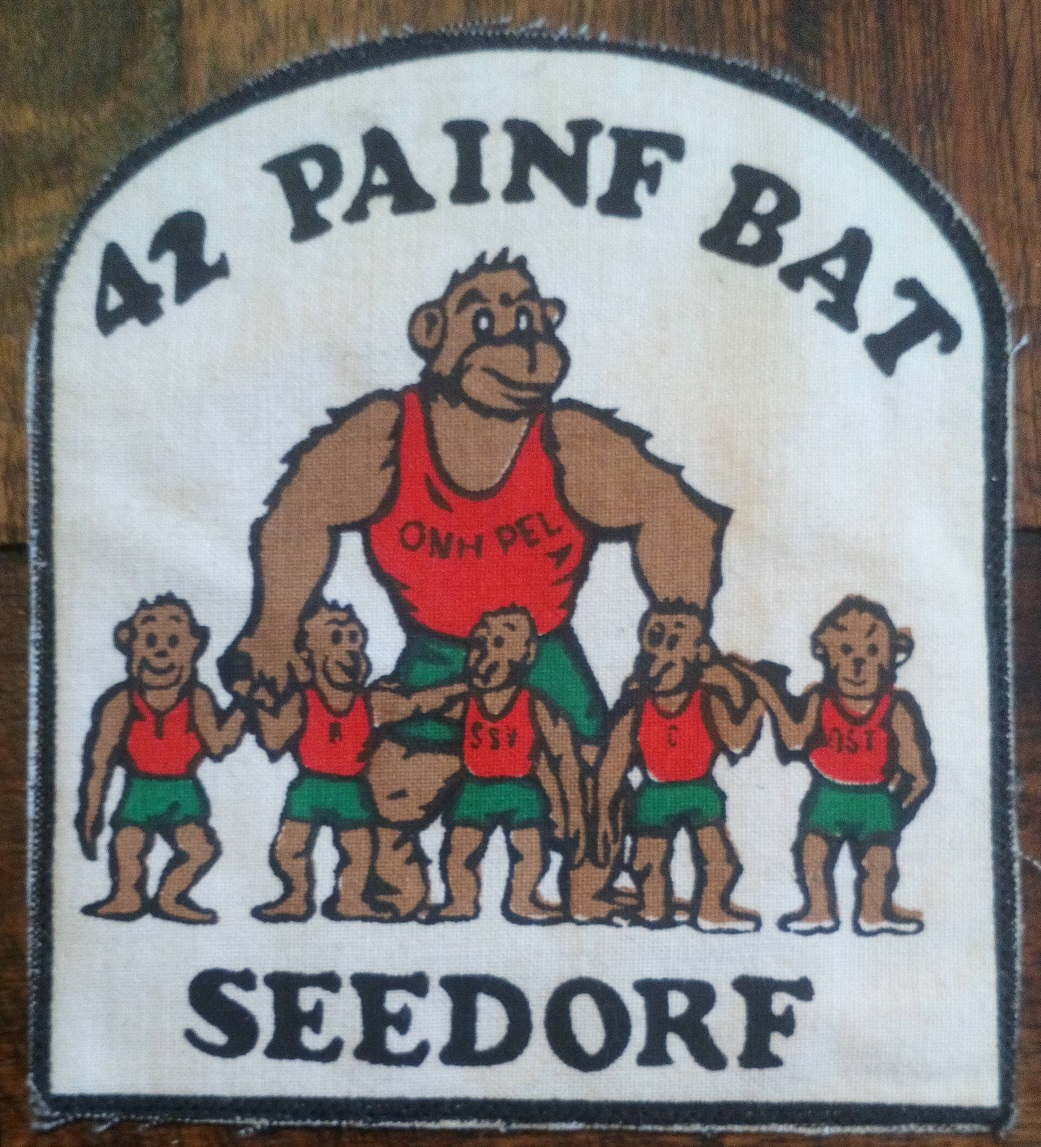 42 PAINF BAT
ONH PEL
SSV
C
OST
SEEDORF